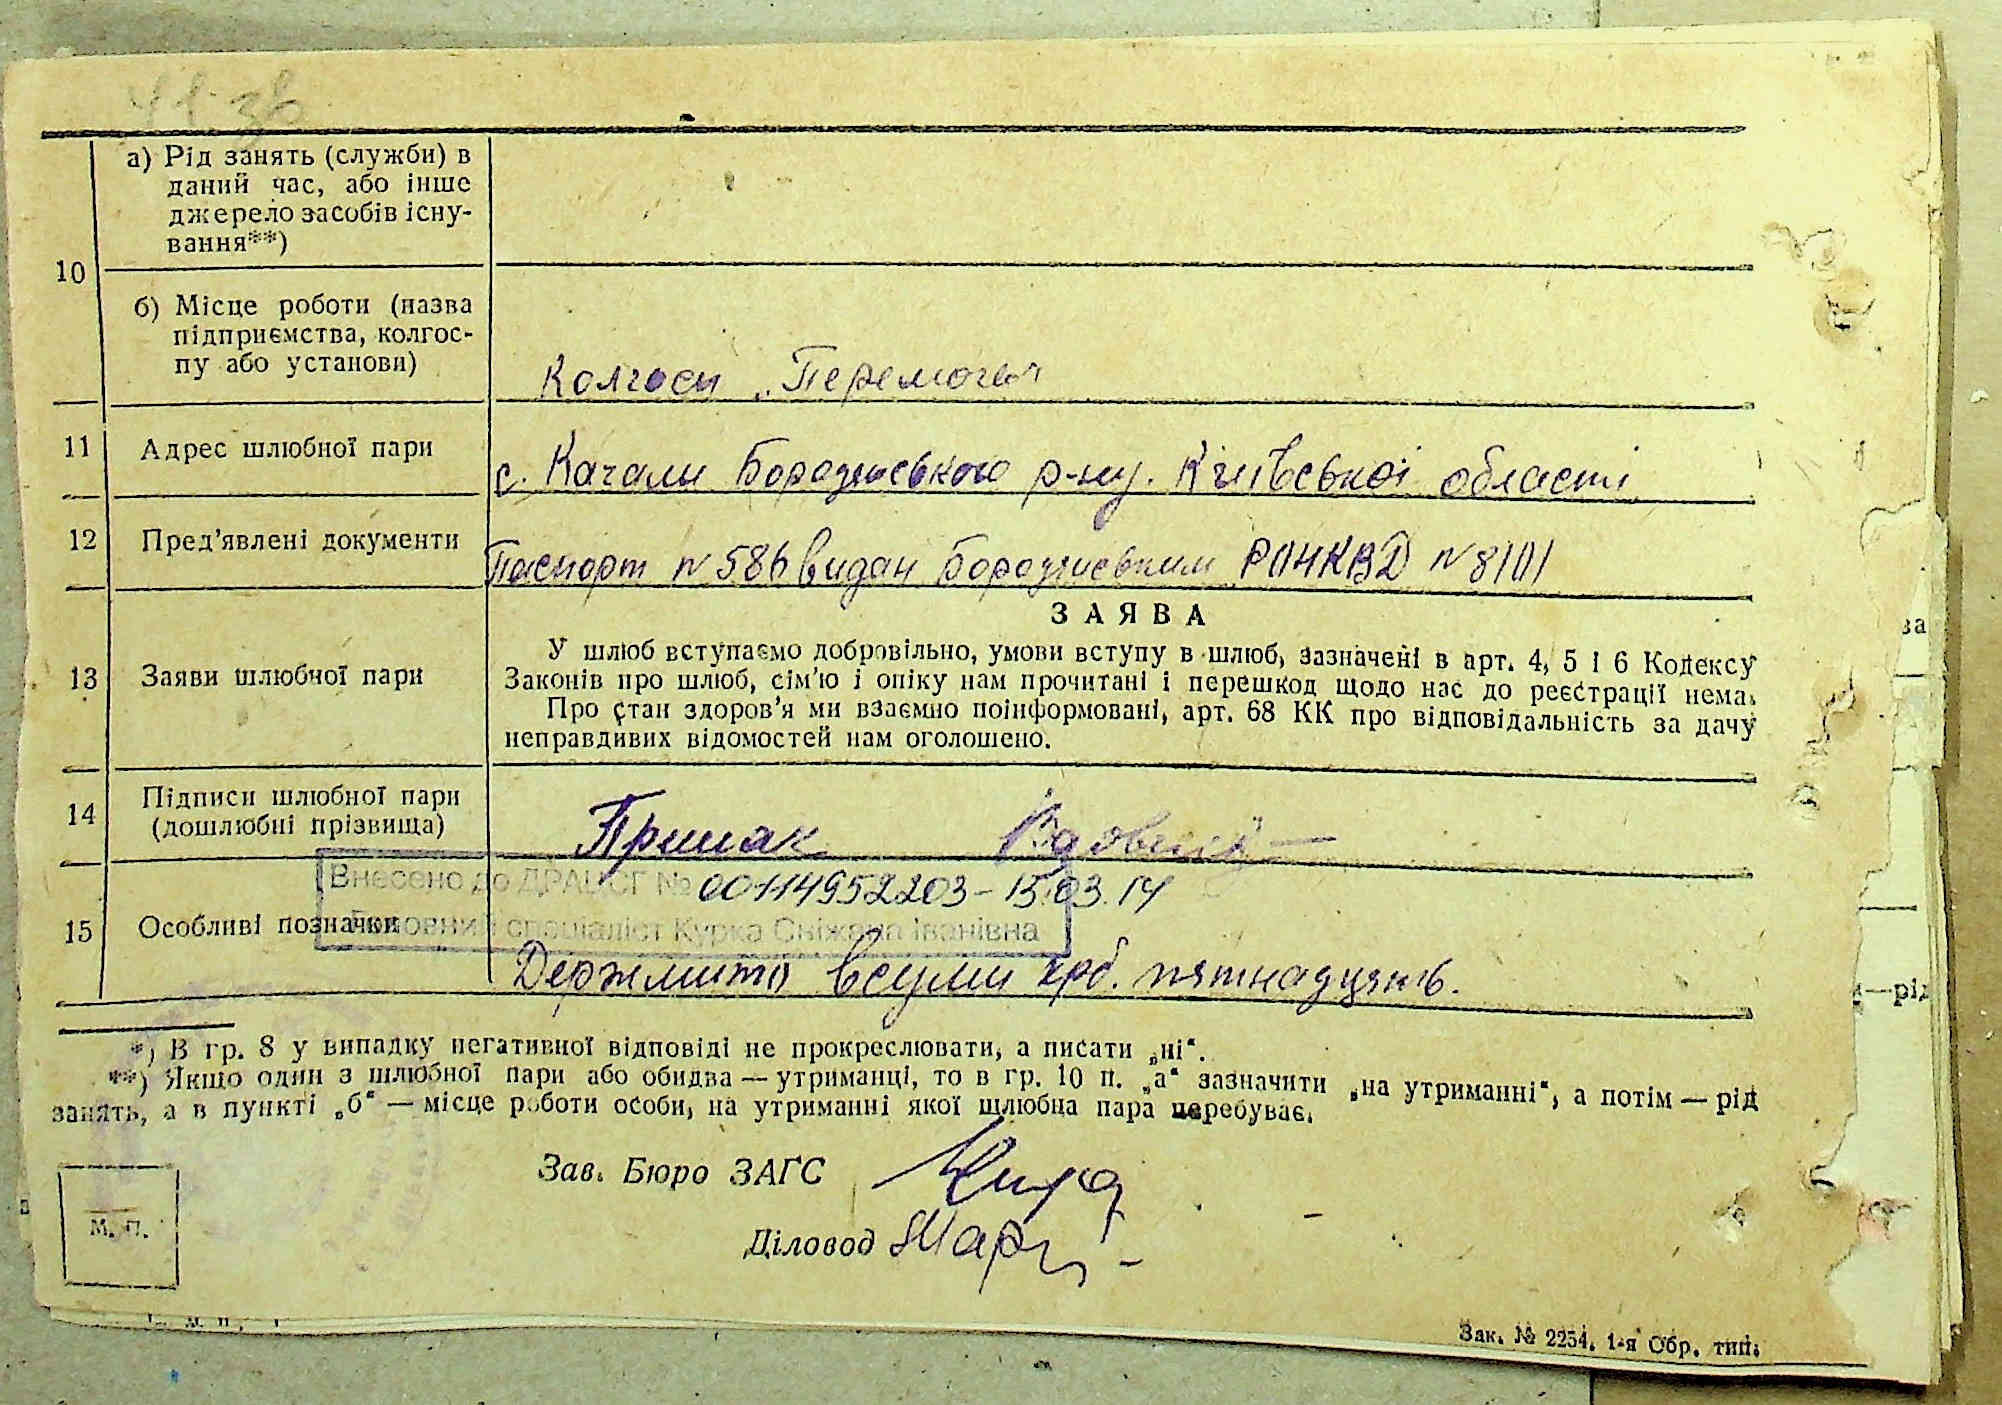 а) Рід занять (служби) в
даний час, або інше
джерело засобів існу-
вання**)
10
б) Місце роботи (назва
підприємства, колгос-
пу або установи)
Колгосп „Перемога"
11 Адрес шлюбної пари
с. Качали Бородянського р-ну. Київської області
12 Пред’явлені документи
Паспорт № 586 видан Бородянським РОНКВД № 8101
ЗАЯВА
13 Заяви шлюбної пари
У шлюб вступаємо добровільно, умови вступу в шлюб, зазначені в арт. 4, 5 і 6 Кодексу
Законів про шлюб, сім’ю і опіку нам прочитані і перешкод щодо нас до реєстрації нема.
Про стан здоров’я ми взаємно поінформовані, арт. 68 КК про відповідальність за дачу
неправдивих відомостей нам оголошено.
14 Підписи шлюбної пари
(дошлюбні прізвища)
Примак
Внесено до ДРАЦСГ № 00114952203 - 15.03.14
15 Особливі позначки
Головний спеціаліст Курка Сніжана Іванівна
Держмито всуми крб. пятнадцять.
*) В гр. 8 у випадку негативної відповіді не прокреслювати, а писати „ні“.
**) Якщо один з шлюбної пари або обидва — утриманці, то в гр. 10 п. „а“ зазначити „на утриманні“, а потім — рід
занять, а в пункті „б“ — місце роботи особи, на утриманні якої шлюбна пара перебуває.
Зав. Бюро ЗАГС
Діловод
М. П.
Зак. № 2254. 1-я Обр. тип.